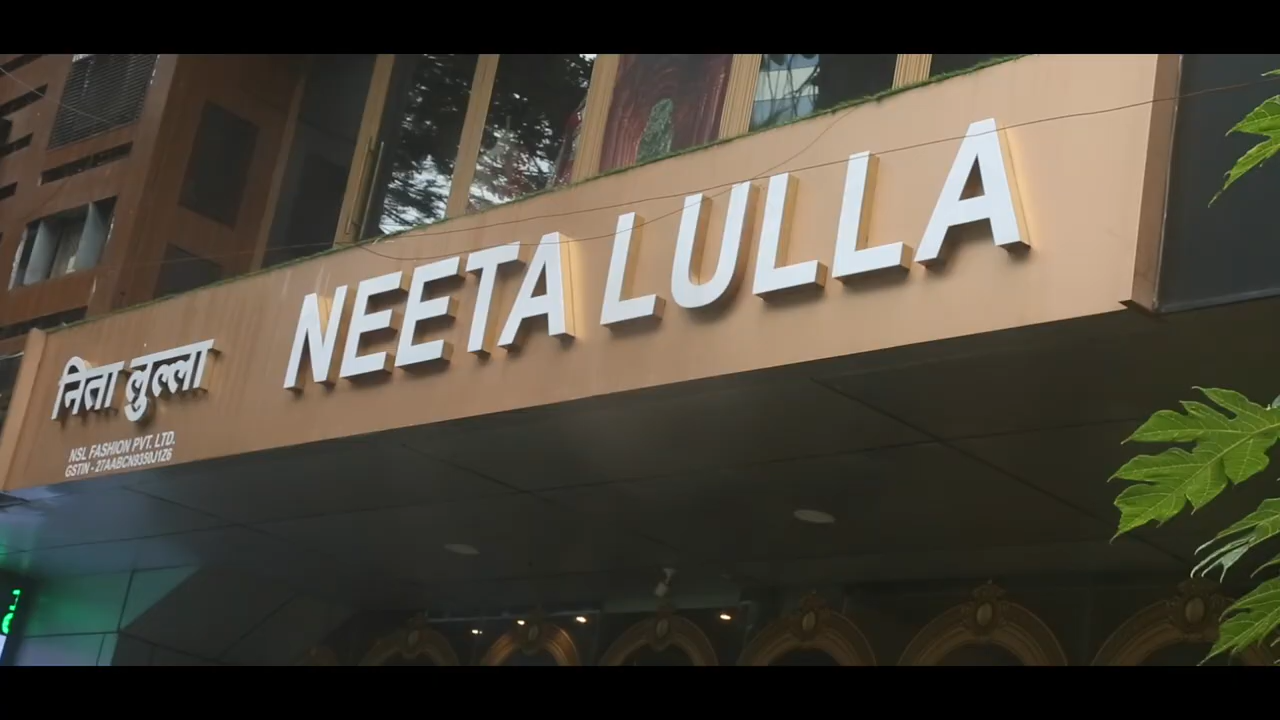 निता लुल्ला
NEETA LULLA
NSL FASHION PVT. LTD.
GSTIN - 27AABCN9350J1Z6